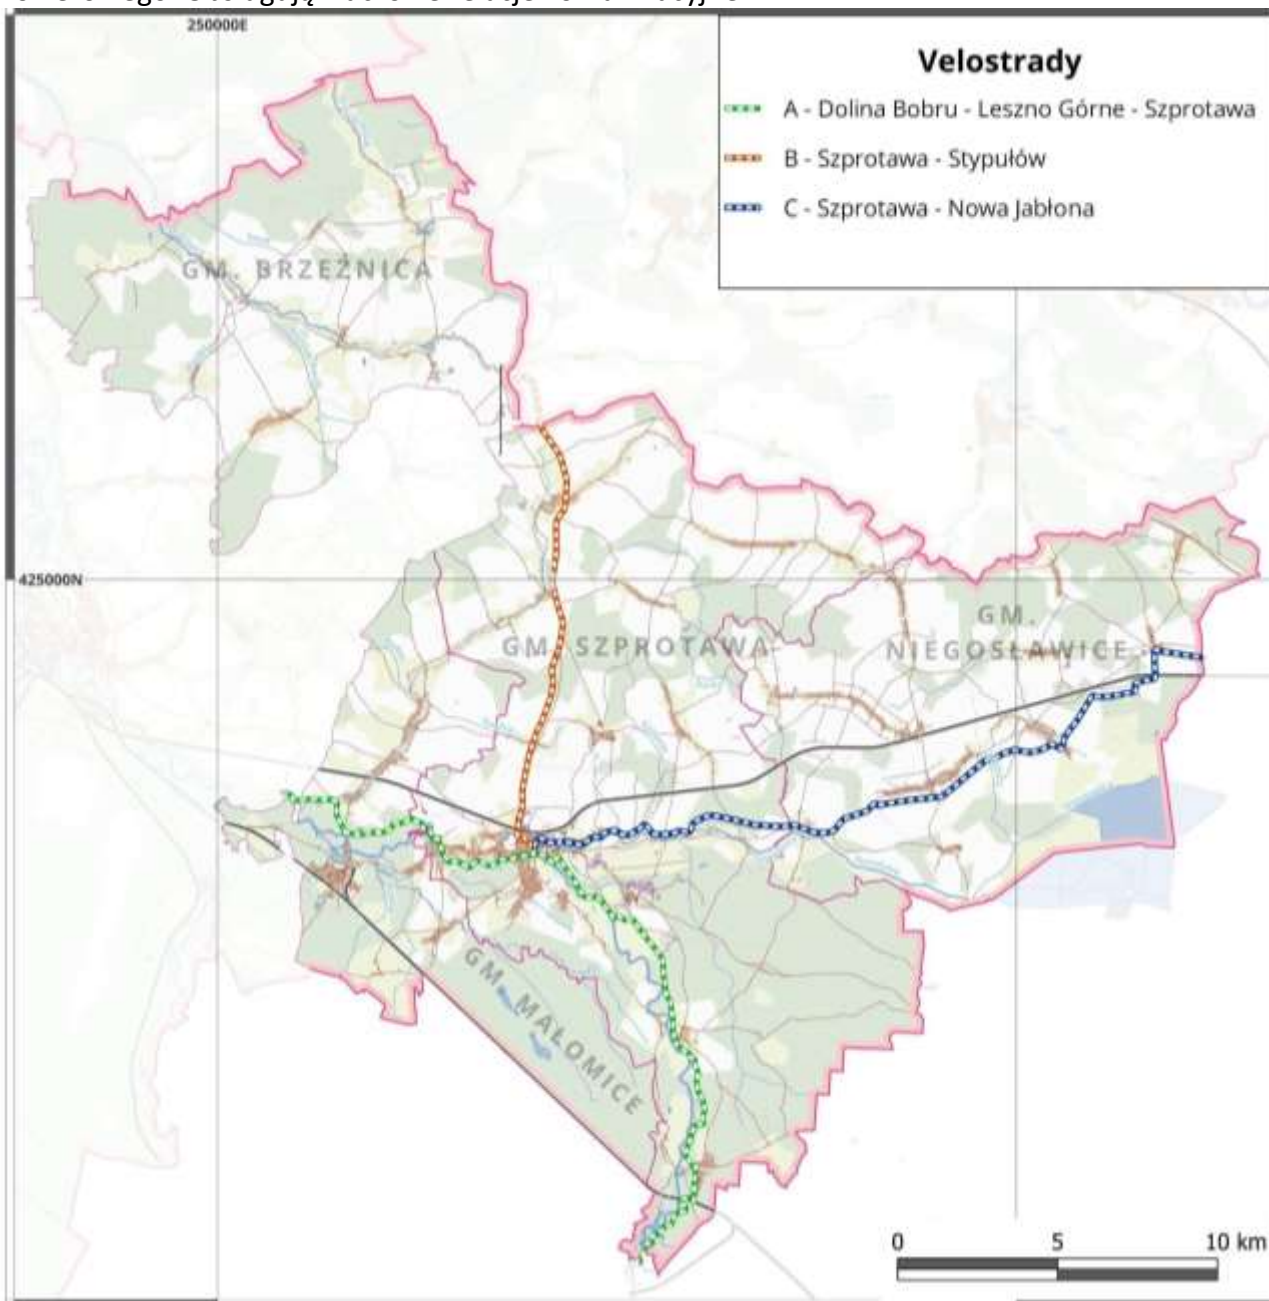 250000E
Velostrady
A - Dolina Bobru - Leszno Górne - Szprotawa
B - Szprotawa - Stypułów
C - Szprotawa - Nowa Jabłona
GM. BRZEŹNICA
425000N
GM. SZPROTAWA
GM.
NIEGOSŁAWICE
GM. MAŁOMICE
0 5 10 km